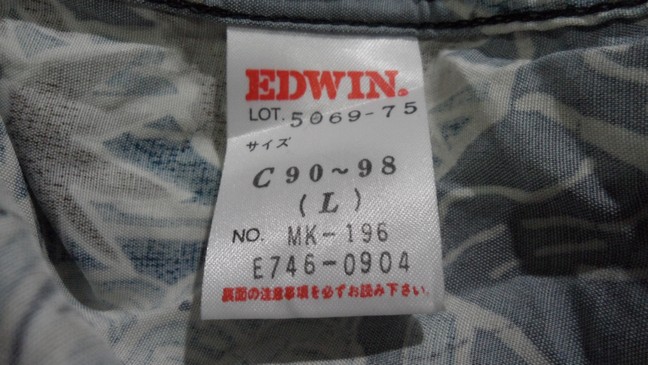 EDWIN.
LOT. 5069-75
サイズ
C90~98
(L)
NO. MK-196
E746-0904
裏面の注意事項を必ずお読み下さい。